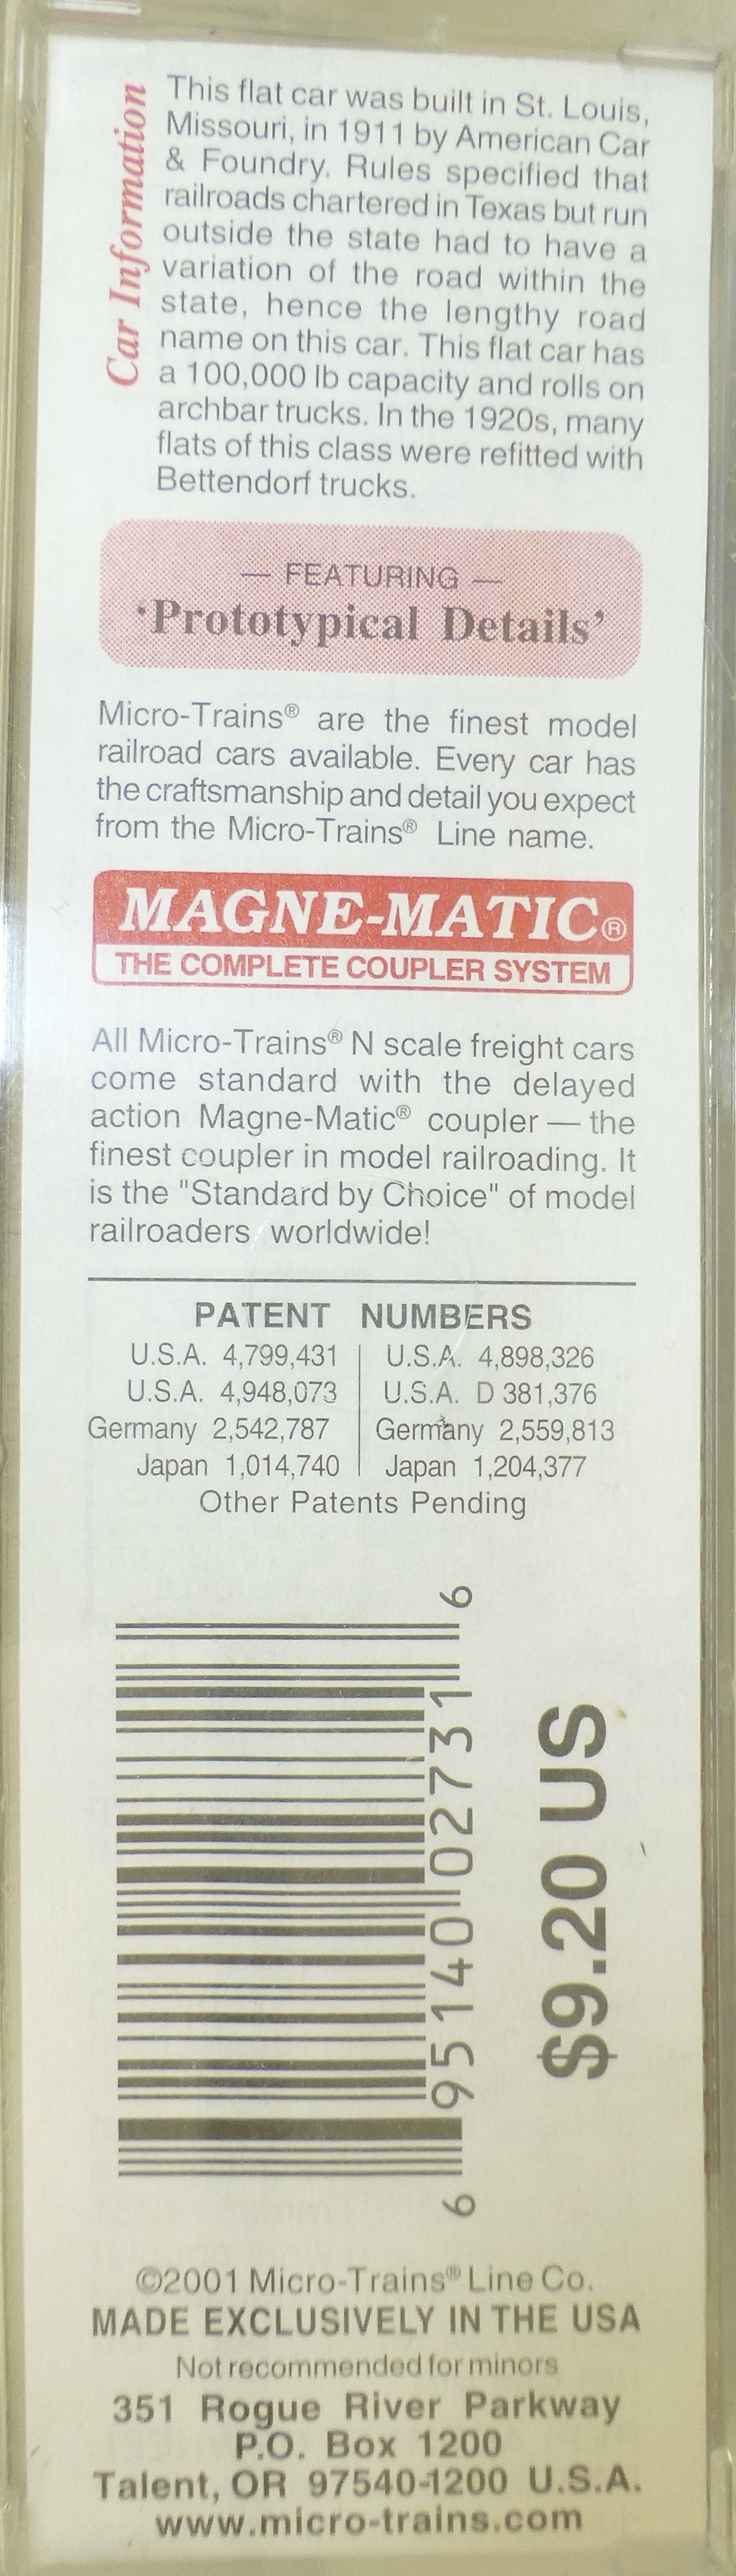 Car Information
This flat car was built in St. Louis,
Missouri, in 1911 by American Car
& Foundry. Rules specified that
railroads chartered in Texas but run
outside the state had to have a
variation of the road within the
state, hence the lengthy road
name on this car. This flat car has
a 100,000 lb capacity and rolls on
archbar trucks. In the 1920s, many
flats of this class were refitted with
Bettendorf trucks.
— FEATURING —
'Prototypical Details'
Micro-Trains® are the finest model
railroad cars available. Every car has
the craftsmanship and detail you expect
from the Micro-Trains® Line name.
MAGNE-MATIC®
THE COMPLETE COUPLER SYSTEM
All Micro-Trains® N scale freight cars
come standard with the delayed
action Magne-Matic® coupler — the
finest coupler in model railroading. It
is the "Standard by Choice" of model
railroaders worldwide!
PATENT NUMBERS
U.S.A. 4,799,431 | U.S.A. 4,898,326
U.S.A. 4,948,073 | U.S.A. D 381,376
Germany 2,542,787 | Germany 2,559,813
Japan 1,014,740 | Japan 1,204,377
Other Patents Pending
6 95140 02731 6
$9.20 US
©2001 Micro-Trains® Line Co.
MADE EXCLUSIVELY IN THE USA
Not recommended for minors
351 Rogue River Parkway
P.O. Box 1200
Talent, OR 97540-1200 U.S.A.
www.micro-trains.com